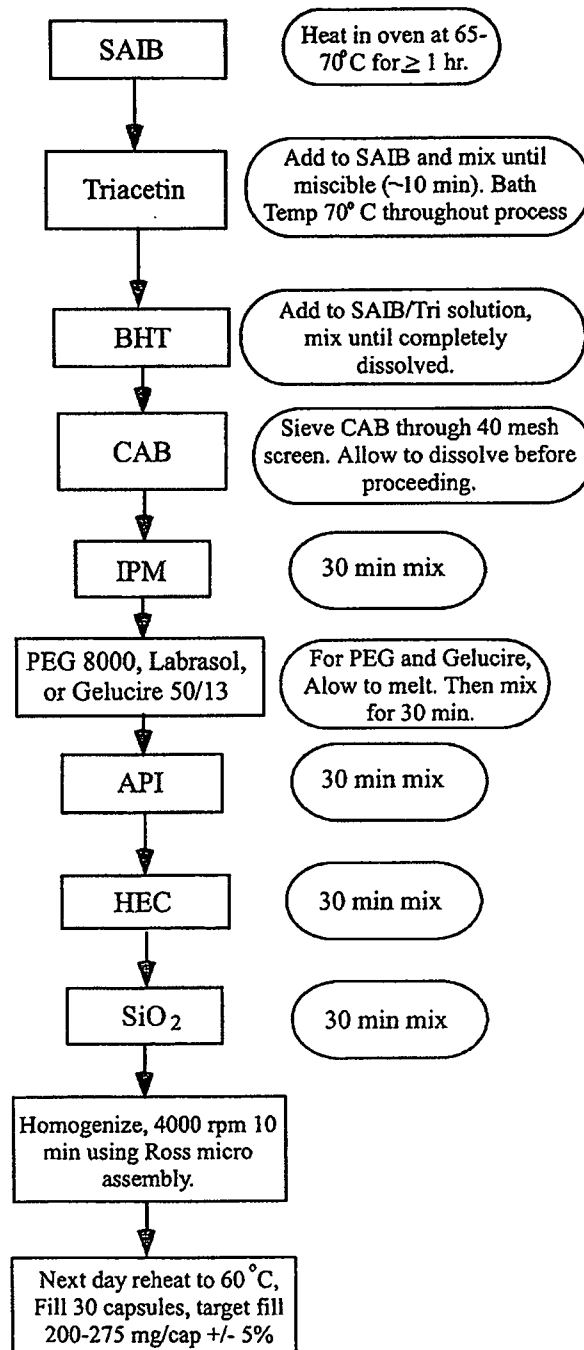 SAIB
Heat in oven at 65-
70°C for ≥ 1 hr.
Triacetin
Add to SAIB and mix until
miscible (~10 min). Bath
Temp 70° C throughout process
BHT
Add to SAIB/Tri solution,
mix until completely
dissolved.
CAB
Sieve CAB through 40 mesh
screen. Allow to dissolve before
proceeding.
IPM
30 min mix
PEG 8000, Labrasol,
or Gelucire 50/13
For PEG and Gelucire,
Alow to melt. Then mix
for 30 min.
API
30 min mix
HEC
30 min mix
SiO₂
30 min mix
Homogenize, 4000 rpm 10
min using Ross micro
assembly.
Next day reheat to 60 °C,
Fill 30 capsules, target fill
200-275 mg/cap +/- 5%